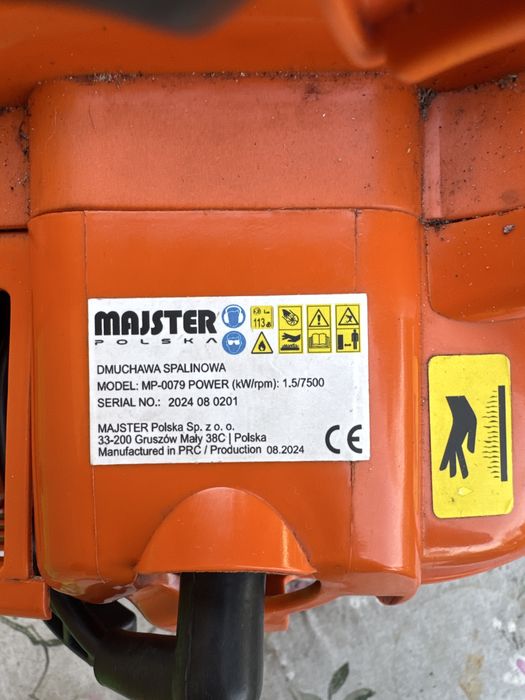 MAJSTER
POLSKA
113
DMUCHAWA SPALINOWA
MODEL: MP-0079 POWER (kW/rpm): 1.5/7500
SERIAL NO.: 2024 08 0201
MAJSTER Polska Sp. z o. o.
33-200 Gruszów Mały 38C | Polska
Manufactured in PRC / Production 08.2024
CE